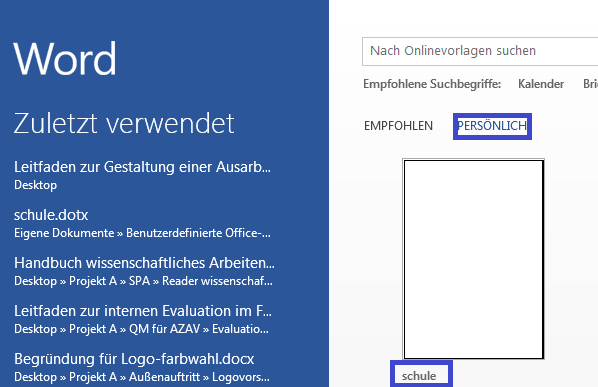 Word
Zuletzt verwendet
Leitfaden zur Gestaltung einer Ausarb...
Desktop
schule.dotx
Eigene Dokumente » Benutzerdefinierte Office-...
Handbuch wissenschaftliches Arbeiten...
Desktop » Projekt A » SPA » Reader wissenschaf...
Leitfaden zur internen Evaluation im F...
Desktop » Projekt A » QM für AZAV » Evaluatio...
Begründung für Logo-farbwahl.docx
Desktop » Projekt A » Außenauftritt » Logovors...
Nach Onlinevorlagen suchen
Empfohlene Suchbegriffe: Kalender Brie
EMPFOHLEN PERSÖNLICH
schule